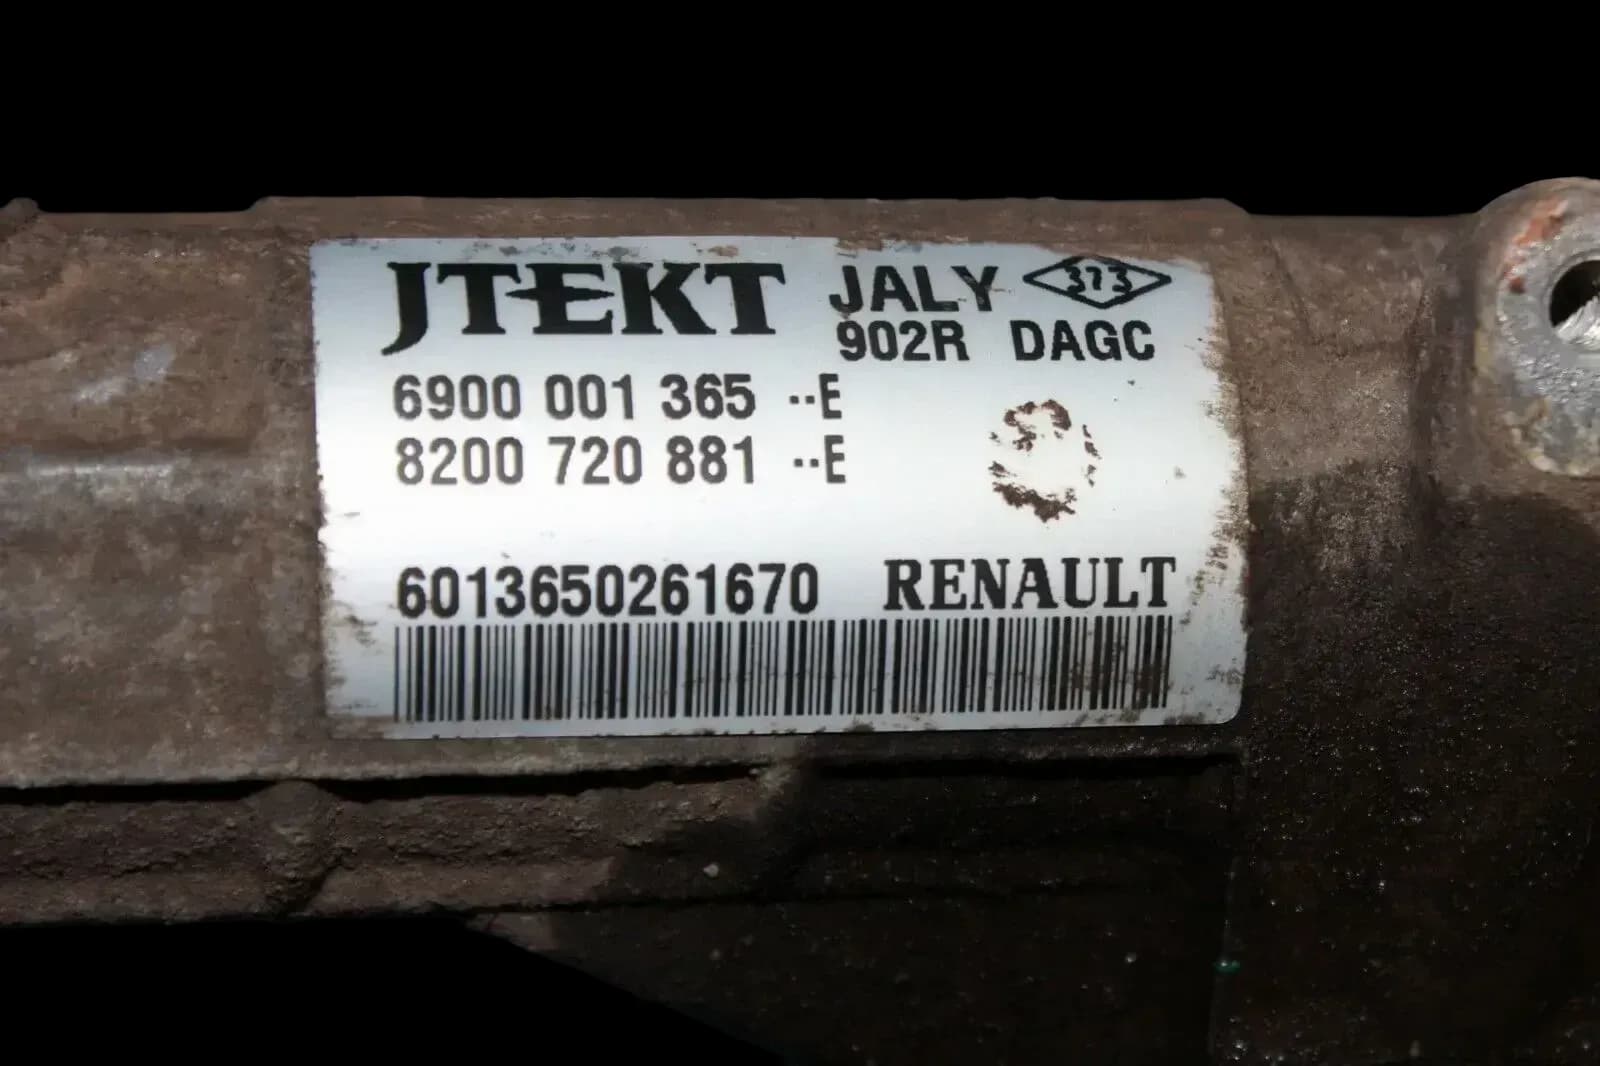 JTEKT JALY 373
902R DAGC
6900 001 365 --E
8200 720 881 --E
6013650261670 RENAULT